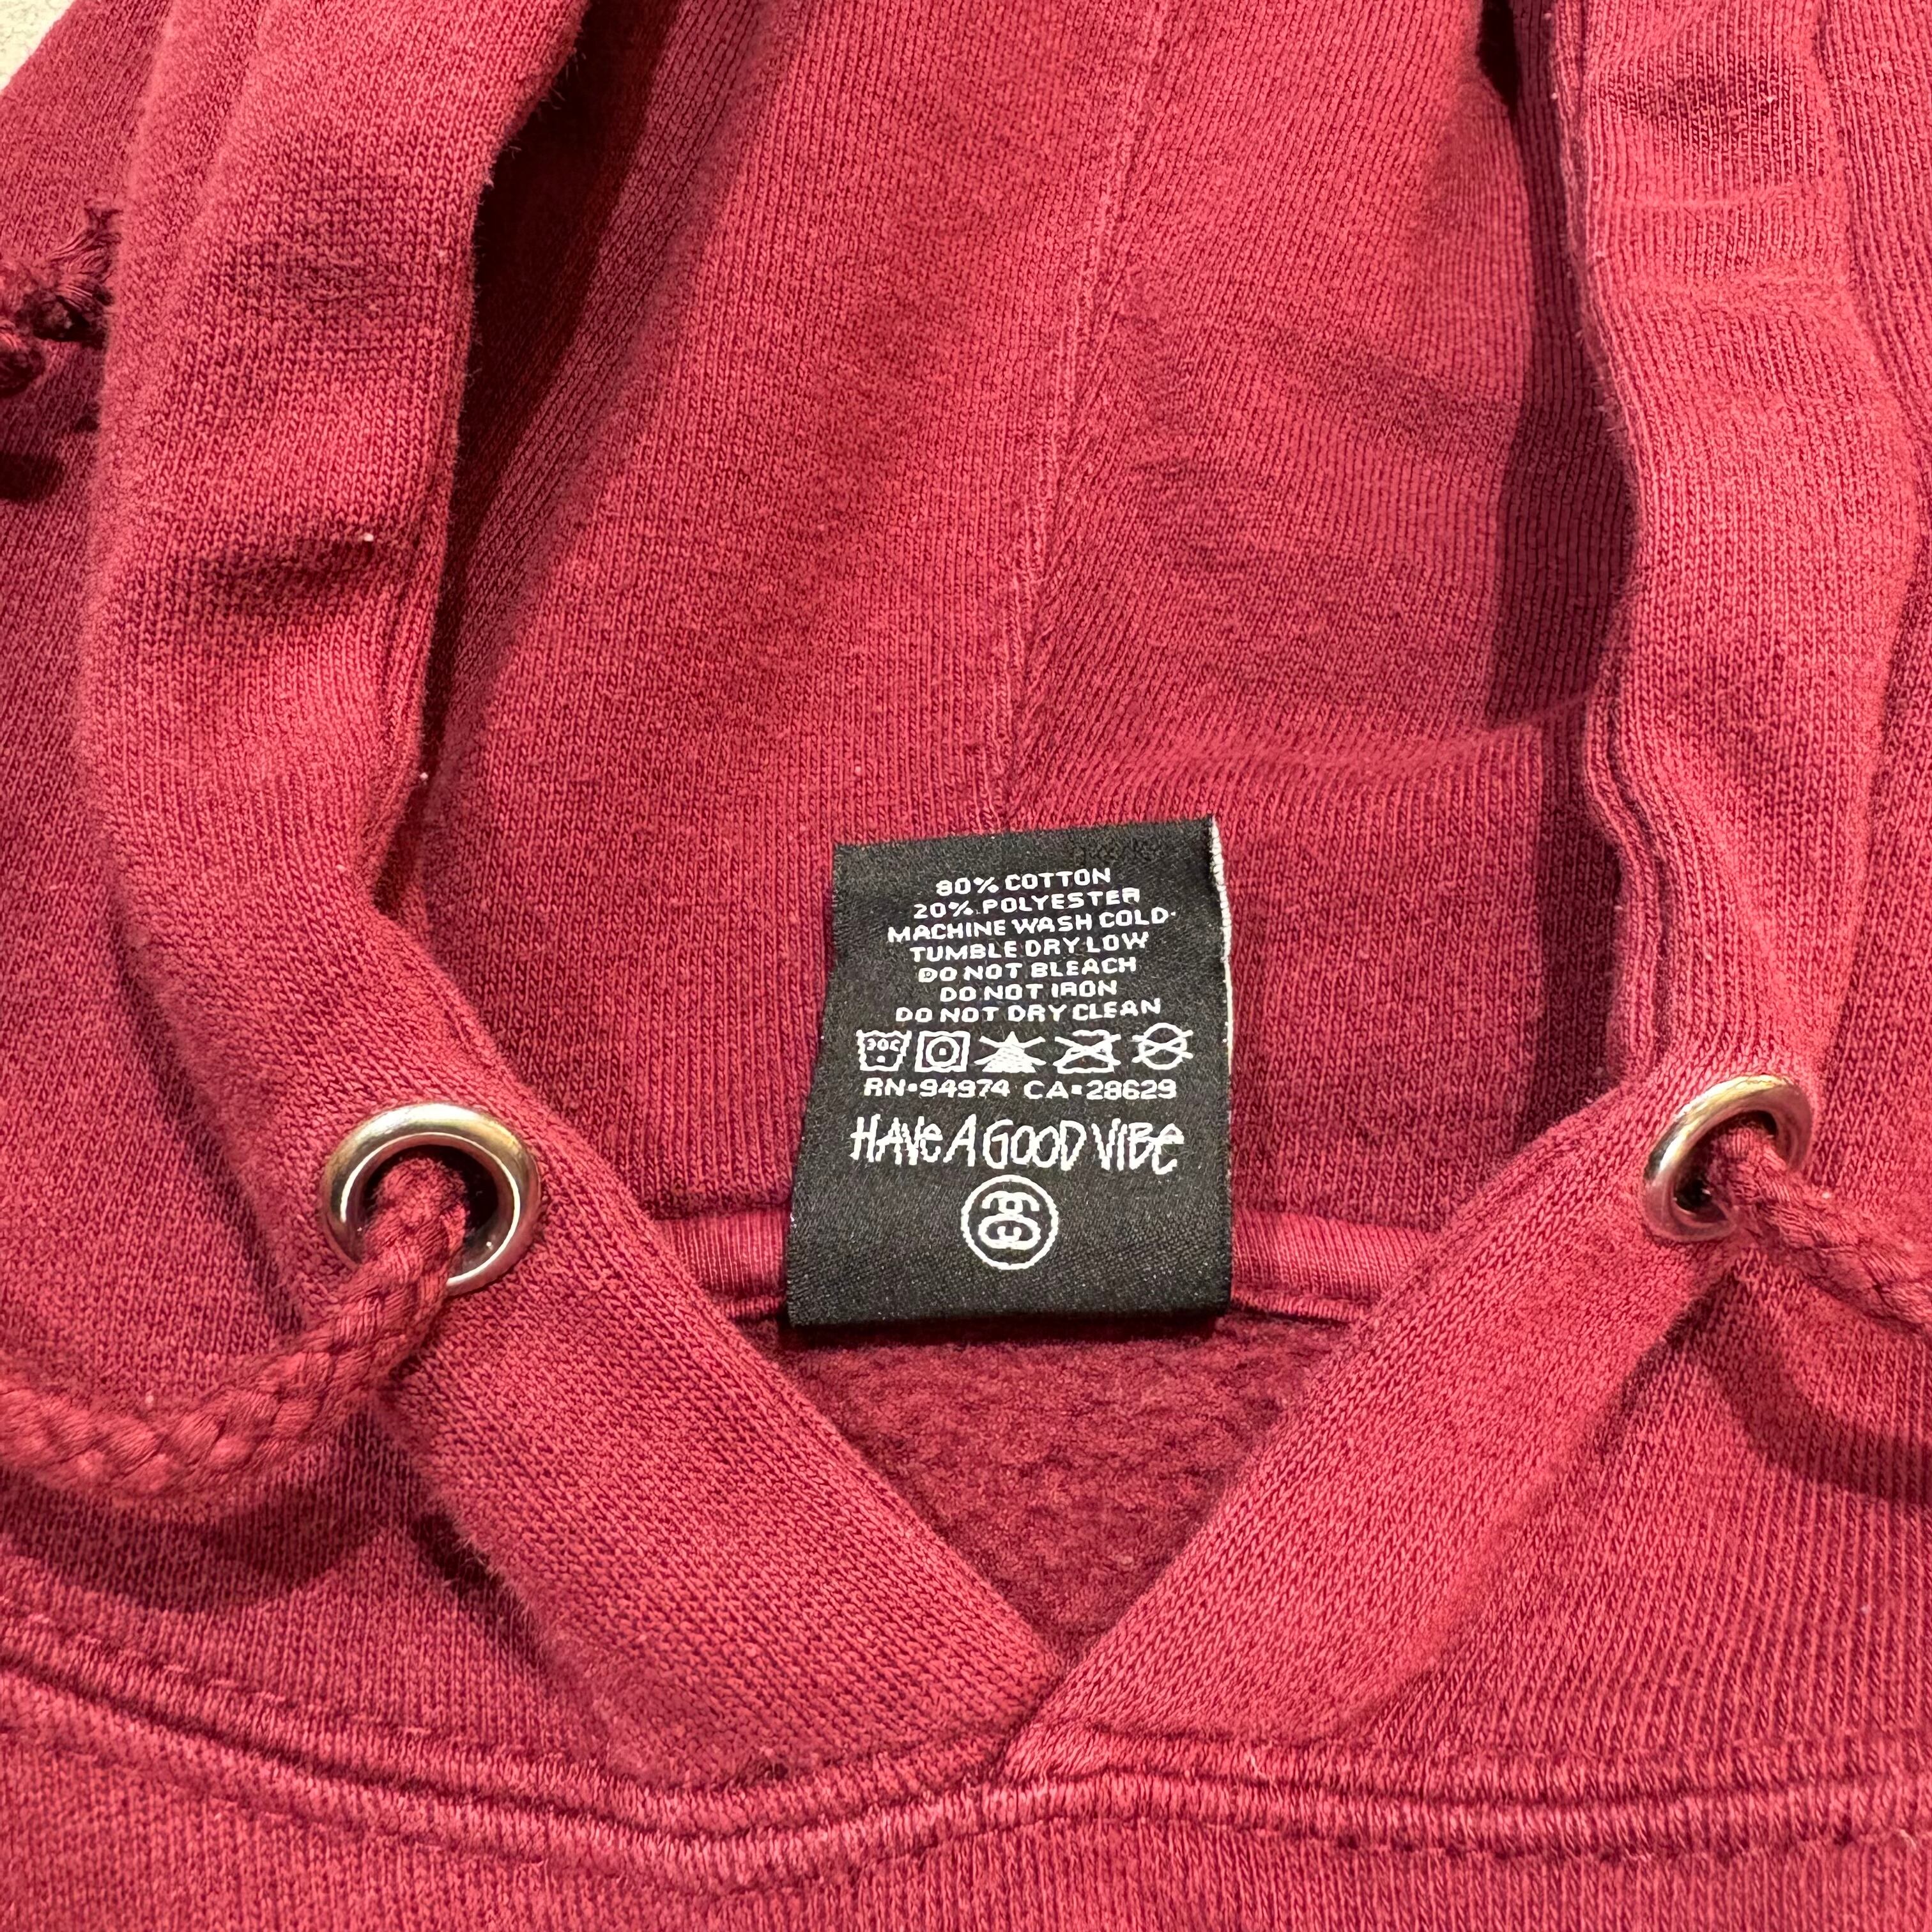 80% COTTON
20% POLYESTER
MACHINE WASH COLD
TUMBLE DRY LOW
DO NOT BLEACH
DO NOT IRON
DO NOT DRY CLEAN
30C
RN=94974 CA=28629
HAVE A GOOD VIBE